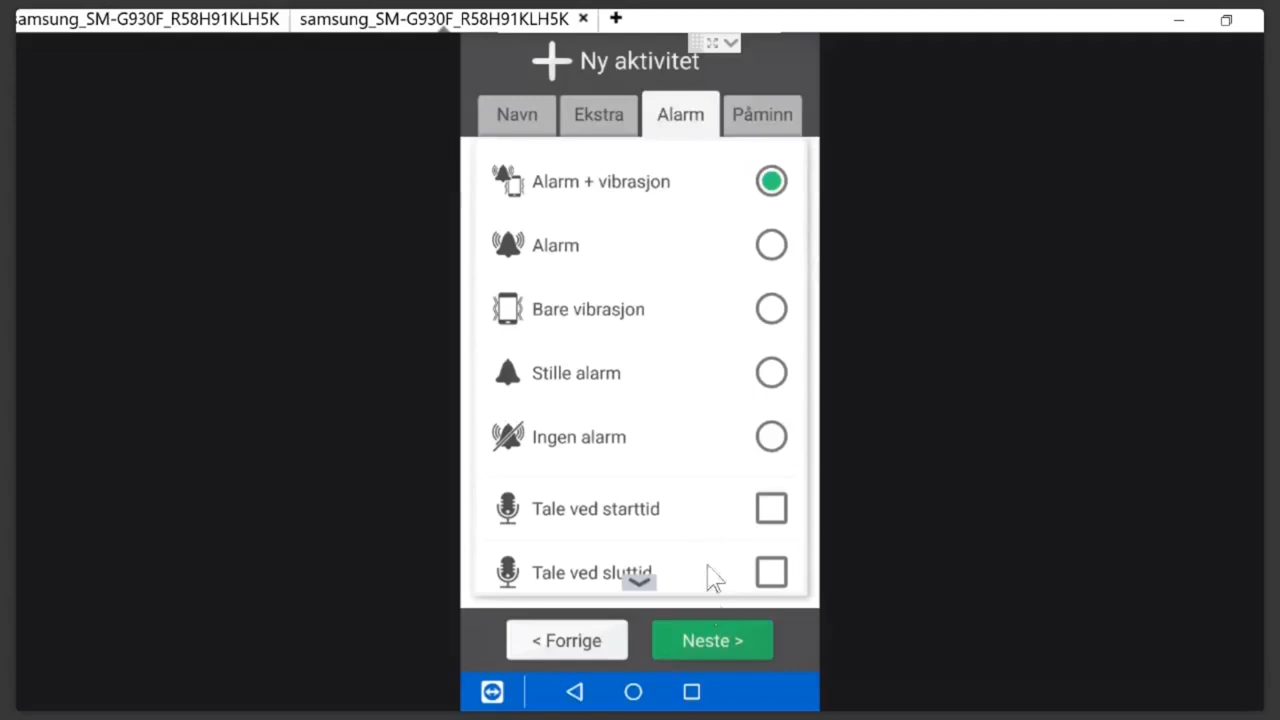 amsung_SM-G930F_R58H91KLH5K samsung_SM-G930F_R58H91KLH5K
Ny aktivitet
Navn Ekstra Alarm Påminn
Alarm + vibrasjon
Alarm
Bare vibrasjon
Stille alarm
Ingen alarm
Tale ved starttid
Tale ved sluttid
< Forrige Neste >